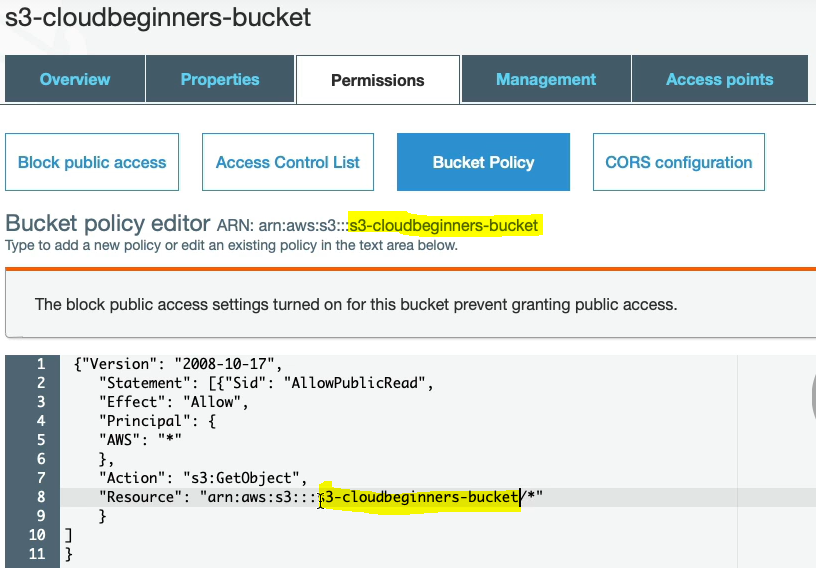 s3-cloudbeginners-bucket
Overview Properties Permissions Management Access points
Block public access Access Control List Bucket Policy CORS configuration
Bucket policy editor ARN: arn:aws:s3:::s3-cloudbeginners-bucket
Type to add a new policy or edit an existing policy in the text area below.
The block public access settings turned on for this bucket prevent granting public access.
1 {"Version": "2008-10-17",
2 "Statement": [{"Sid": "AllowPublicRead",
3 "Effect": "Allow",
4 "Principal": {
5 "AWS": "*"
6 },
7 "Action": "s3:GetObject",
8 "Resource": "arn:aws:s3:::s3-cloudbeginners-bucket/*"
9 }
10 ]
11 }